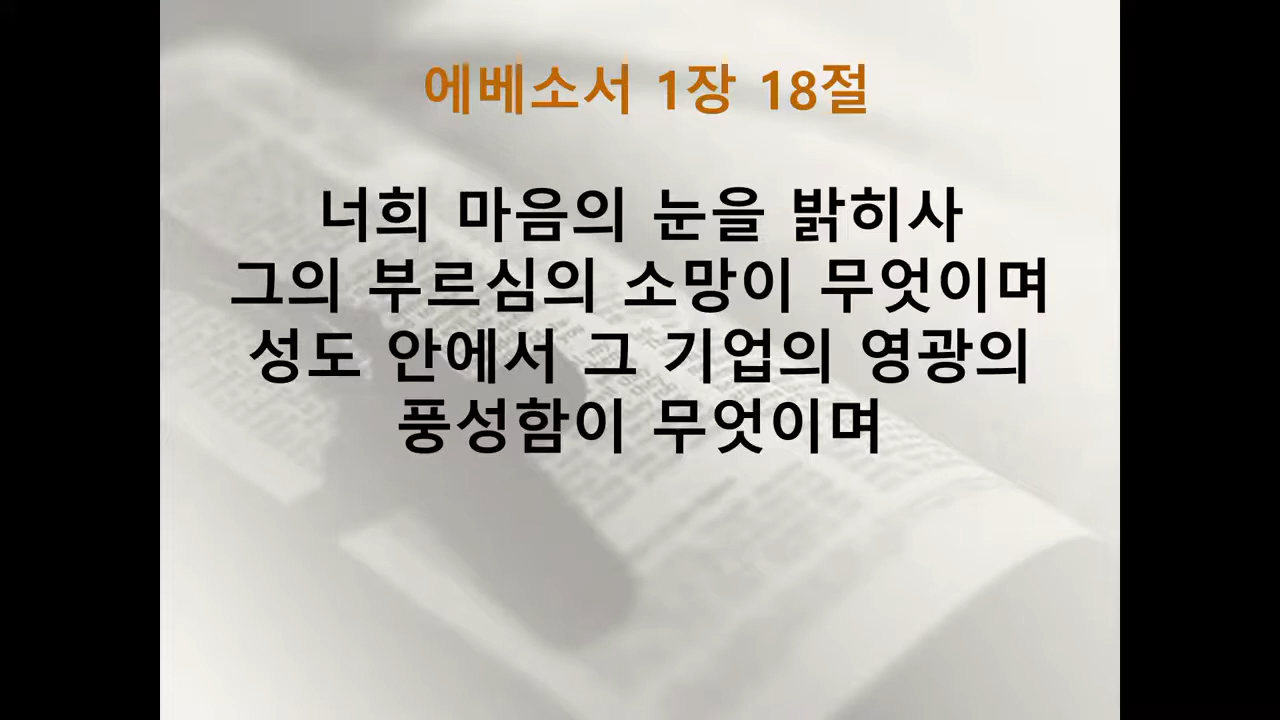 에베소서 1장 18절
너희 마음의 눈을 밝히사
그의 부르심의 소망이 무엇이며
성도 안에서 그 기업의 영광의
풍성함이 무엇이며